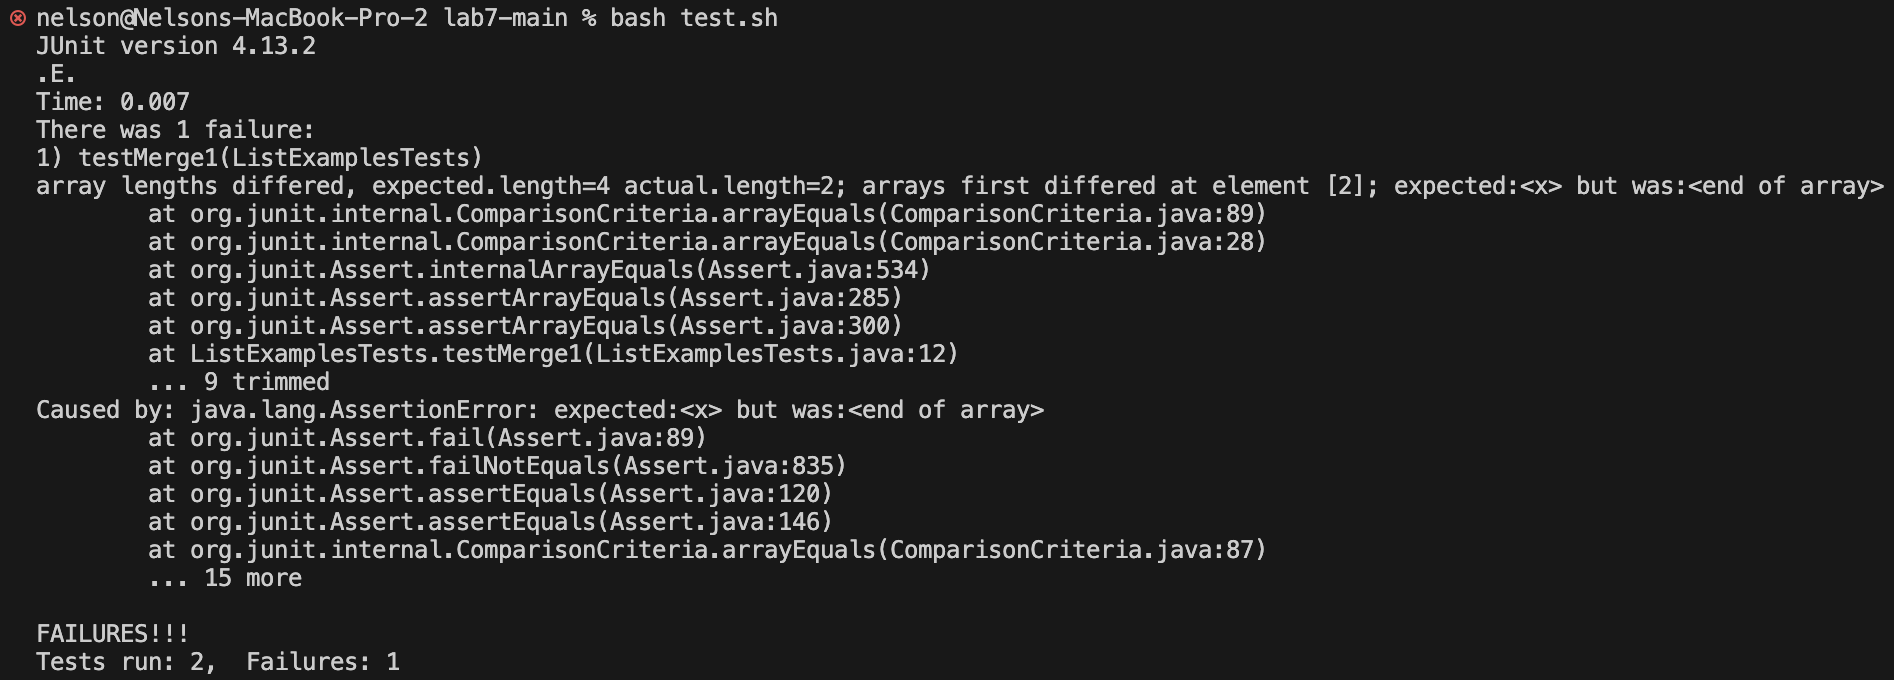 nelson@Nelsons-MacBook-Pro-2 lab7-main % bash test.sh
JUnit version 4.13.2
.E.
Time: 0.007
There was 1 failure:
1) testMerge1(ListExamplesTests)
array lengths differed, expected.length=4 actual.length=2; arrays first differed at element [2]; expected:<x> but was:<end of array>
        at org.junit.internal.ComparisonCriteria.arrayEquals(ComparisonCriteria.java:89)
        at org.junit.internal.ComparisonCriteria.arrayEquals(ComparisonCriteria.java:28)
        at org.junit.Assert.internalArrayEquals(Assert.java:534)
        at org.junit.Assert.assertArrayEquals(Assert.java:285)
        at org.junit.Assert.assertArrayEquals(Assert.java:300)
        at ListExamplesTests.testMerge1(ListExamplesTests.java:12)
        ... 9 trimmed
Caused by: java.lang.AssertionError: expected:<x> but was:<end of array>
        at org.junit.Assert.fail(Assert.java:89)
        at org.junit.Assert.failNotEquals(Assert.java:835)
        at org.junit.Assert.assertEquals(Assert.java:120)
        at org.junit.Assert.assertEquals(Assert.java:146)
        at org.junit.internal.ComparisonCriteria.arrayEquals(ComparisonCriteria.java:87)
        ... 15 more

FAILURES!!!
Tests run: 2,  Failures: 1